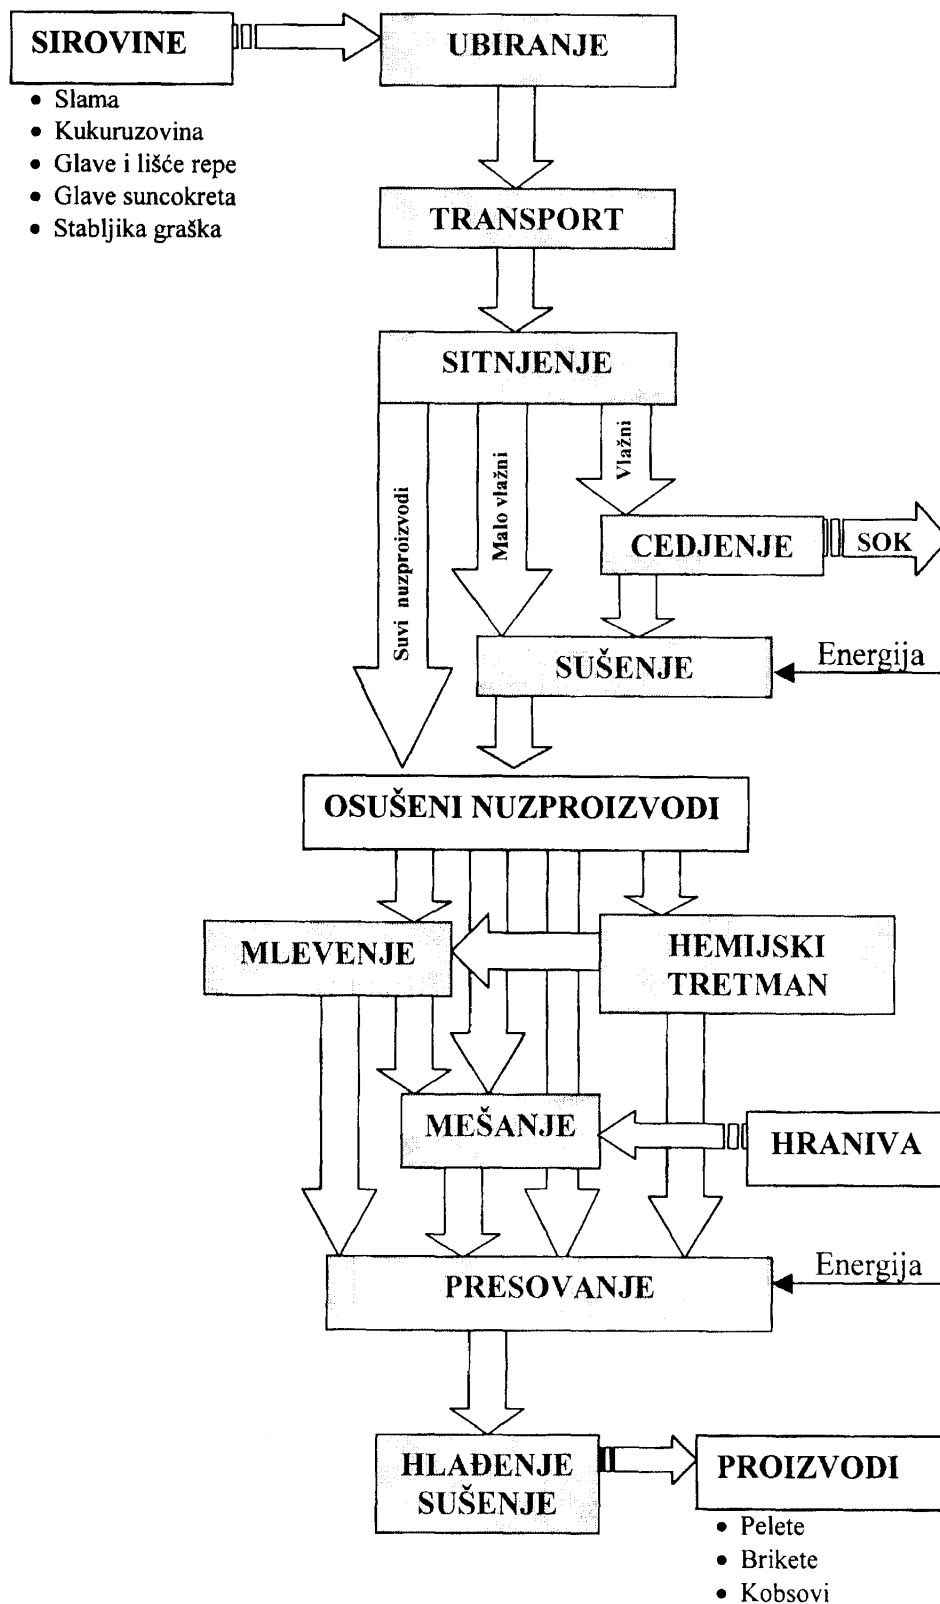 SIROVINE
UBIRANJE
• Slama
• Kukuruzovina
• Glave i lišće repe
• Glave suncokreta
• Stabljika graška
TRANSPORT
SITNJENJE
Suvi nuzproizvodi
Malo vlažni
Vlažni
CEDJENJE
SOK
SUŠENJE
Energija
OSUŠENI NUZPROIZVODI
MLEVENJE
HEMIJSKI
TRETMAN
MEŠANJE
HRANIVA
PRESOVANJE
Energija
HLAĐENJE
SUŠENJE
PROIZVODI
• Pelete
• Brikete
• Kobsovi